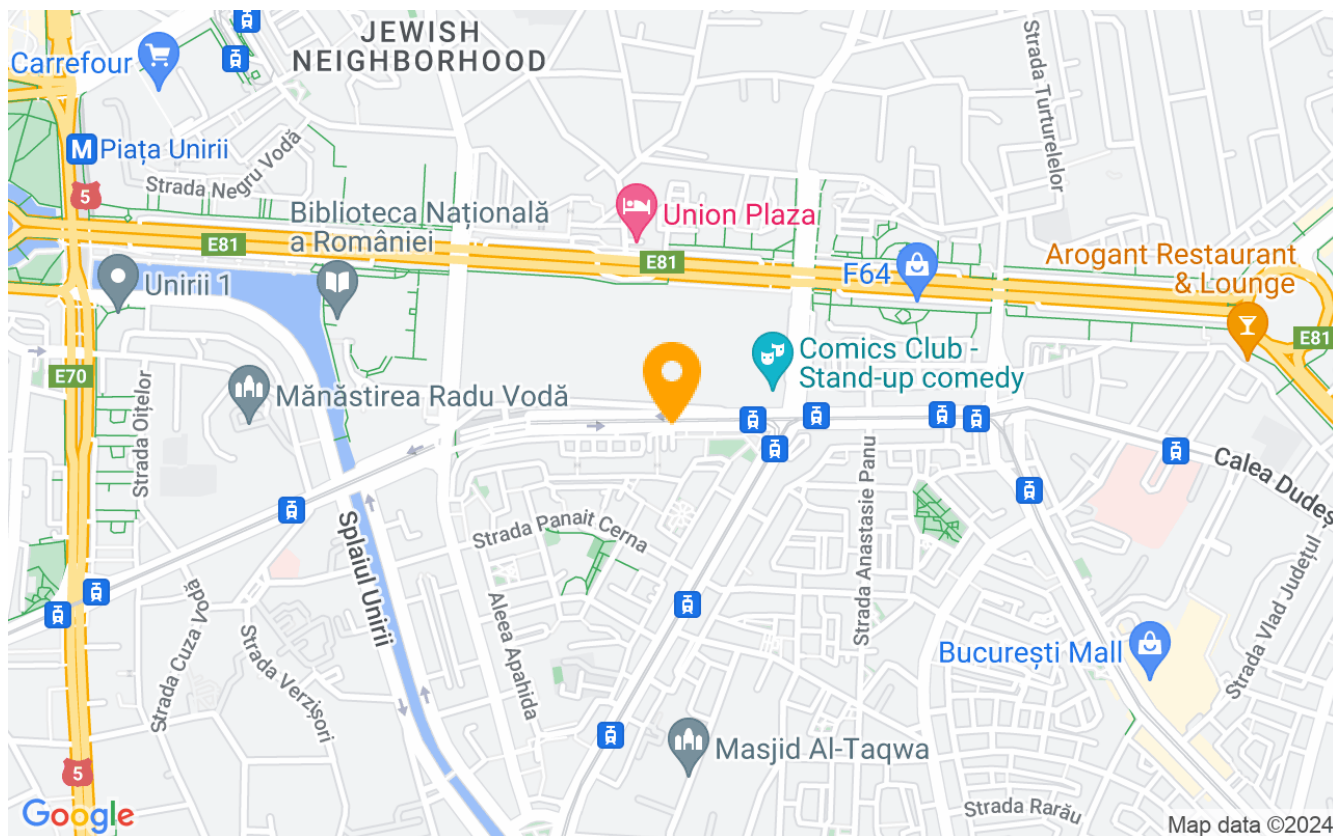 JEWISH
NEIGHBORHOOD
Carrefour
Strada Turturelelor
M Piața Unirii
Strada Negru Vodă
5
Biblioteca Națională
a României
Union Plaza
E81
E81
F64
Arogant Restaurant
& Lounge
E81
Unirii 1
E70
Strada Oiților
Mănăstirea Radu Vodă
Comics Club -
Stand-up comedy
Calea Dudeș
Strada Panait Cerna
Splaiul Unirii
Strada Anastasie Panu
Strada Vlad Județul
Strada Cuza Vodă
Strada Verzișori
Aleea Apahida
București Mall
Masjid Al-Taqwa
5
Strada Rarău
Google
Map data ©2024